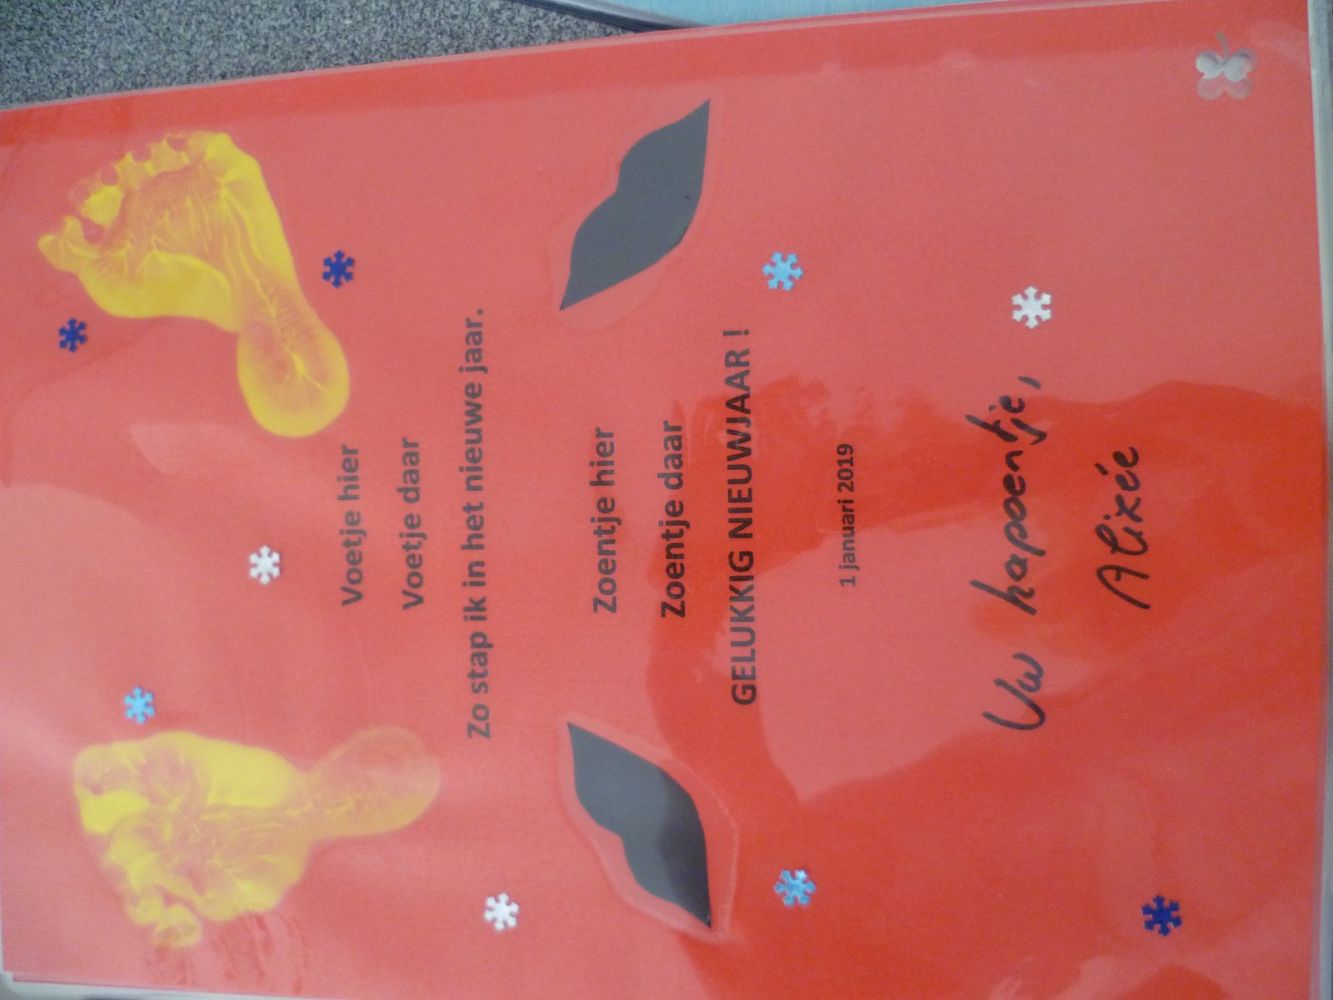 Voetje hier
Voetje daar
Zo stap ik in het nieuwe jaar.
Zoentje hier
Zoentje daar
GELUKKIG NIEUWJAAR !
1 januari 2019
Uw kapoentje,
Alizée